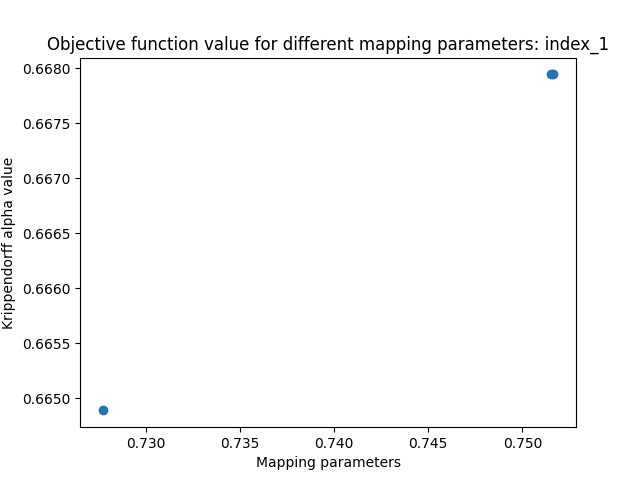 Objective function value for different mapping parameters: index_1
0.6680
0.6675
0.6670
0.6665
0.6660
0.6655
0.6650
Krippendorff alpha value
0.730 0.735 0.740 0.745 0.750
Mapping parameters